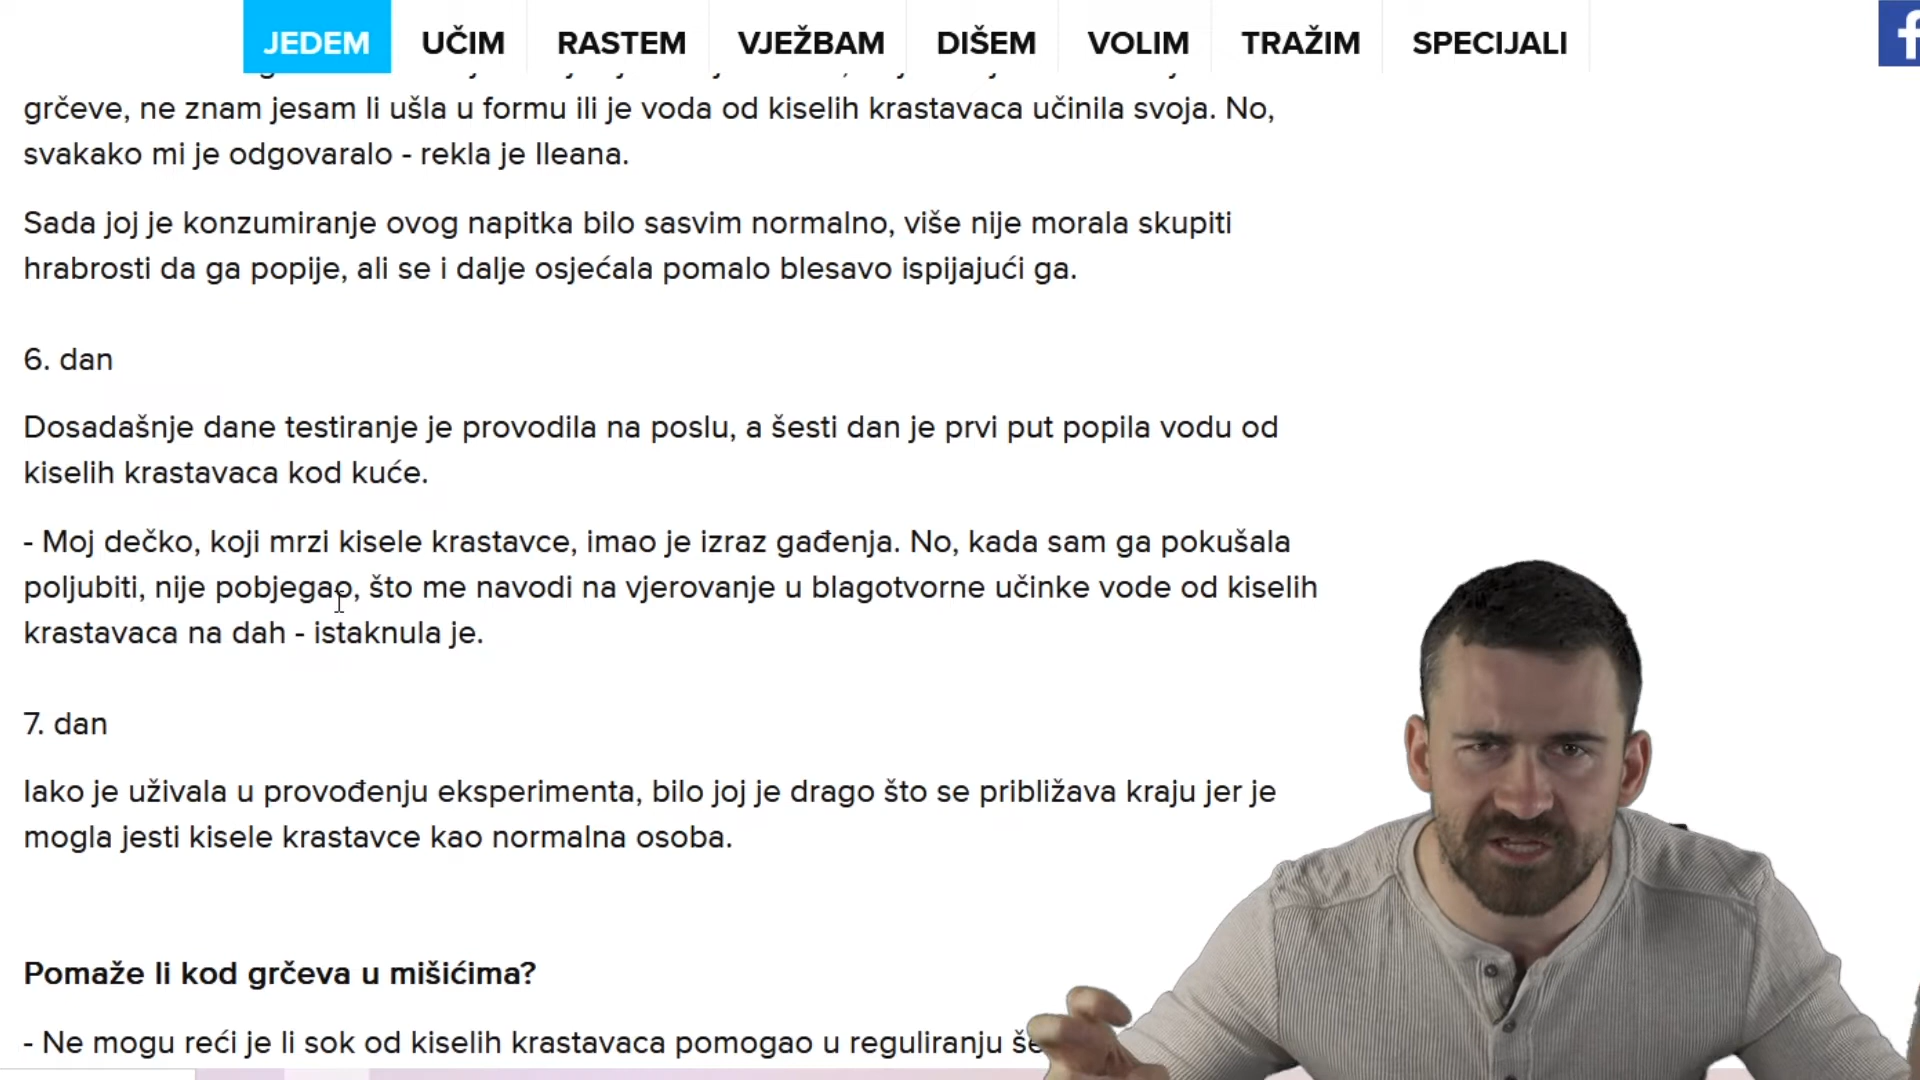 JEDEM UČIM RASTEM VJEŽBAM DIŠEM VOLIM TRAŽIM SPECIJALI
grčeve, ne znam jesam li ušla u formu ili je voda od kiselih krastavaca učinila svoja. No,
svakako mi je odgovaralo - rekla je Ileana.
Sada joj je konzumiranje ovog napitka bilo sasvim normalno, više nije morala skupiti
hrabrosti da ga popije, ali se i dalje osjećala pomalo blesavo ispijajući ga.
6. dan
Dosadašnje dane testiranje je provodila na poslu, a šesti dan je prvi put popila vodu od
kiselih krastavaca kod kuće.
- Moj dečko, koji mrzi kisele krastavce, imao je izraz gađenja. No, kada sam ga pokušala
poljubiti, nije pobjegao, što me navodi na vjerovanje u blagotvorne učinke vode od kiselih
krastavaca na dah - istaknula je.
7. dan
Iako je uživala u provođenju eksperimenta, bilo joj je drago što se približava kraju jer je
mogla jesti kisele krastavce kao normalna osoba.
Pomaže li kod grčeva u mišićima?
- Ne mogu reći je li sok od kiselih krastavaca pomogao u reguliranju